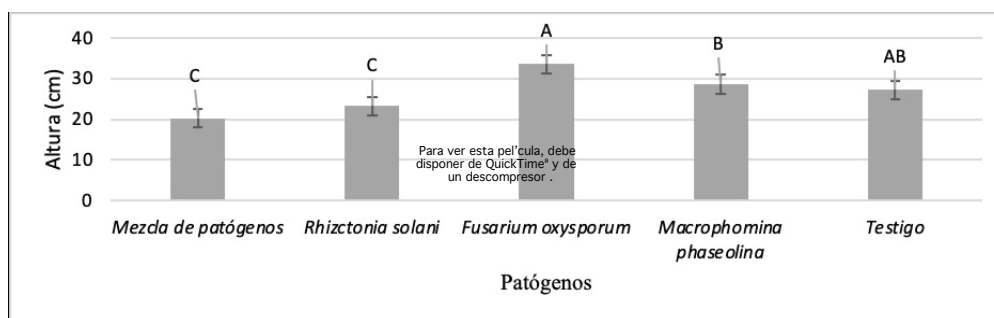 40
30
20
10
0
Altura (cm)
C
C
A
B
AB
Para ver esta pel’cula, debe
disponer de QuickTime ª y de
un descompresor .
Mezcla de patógenos
Rhizctonia solani
Fusarium oxysporum
Macrophomina
phaseolina
Testigo
Patógenos